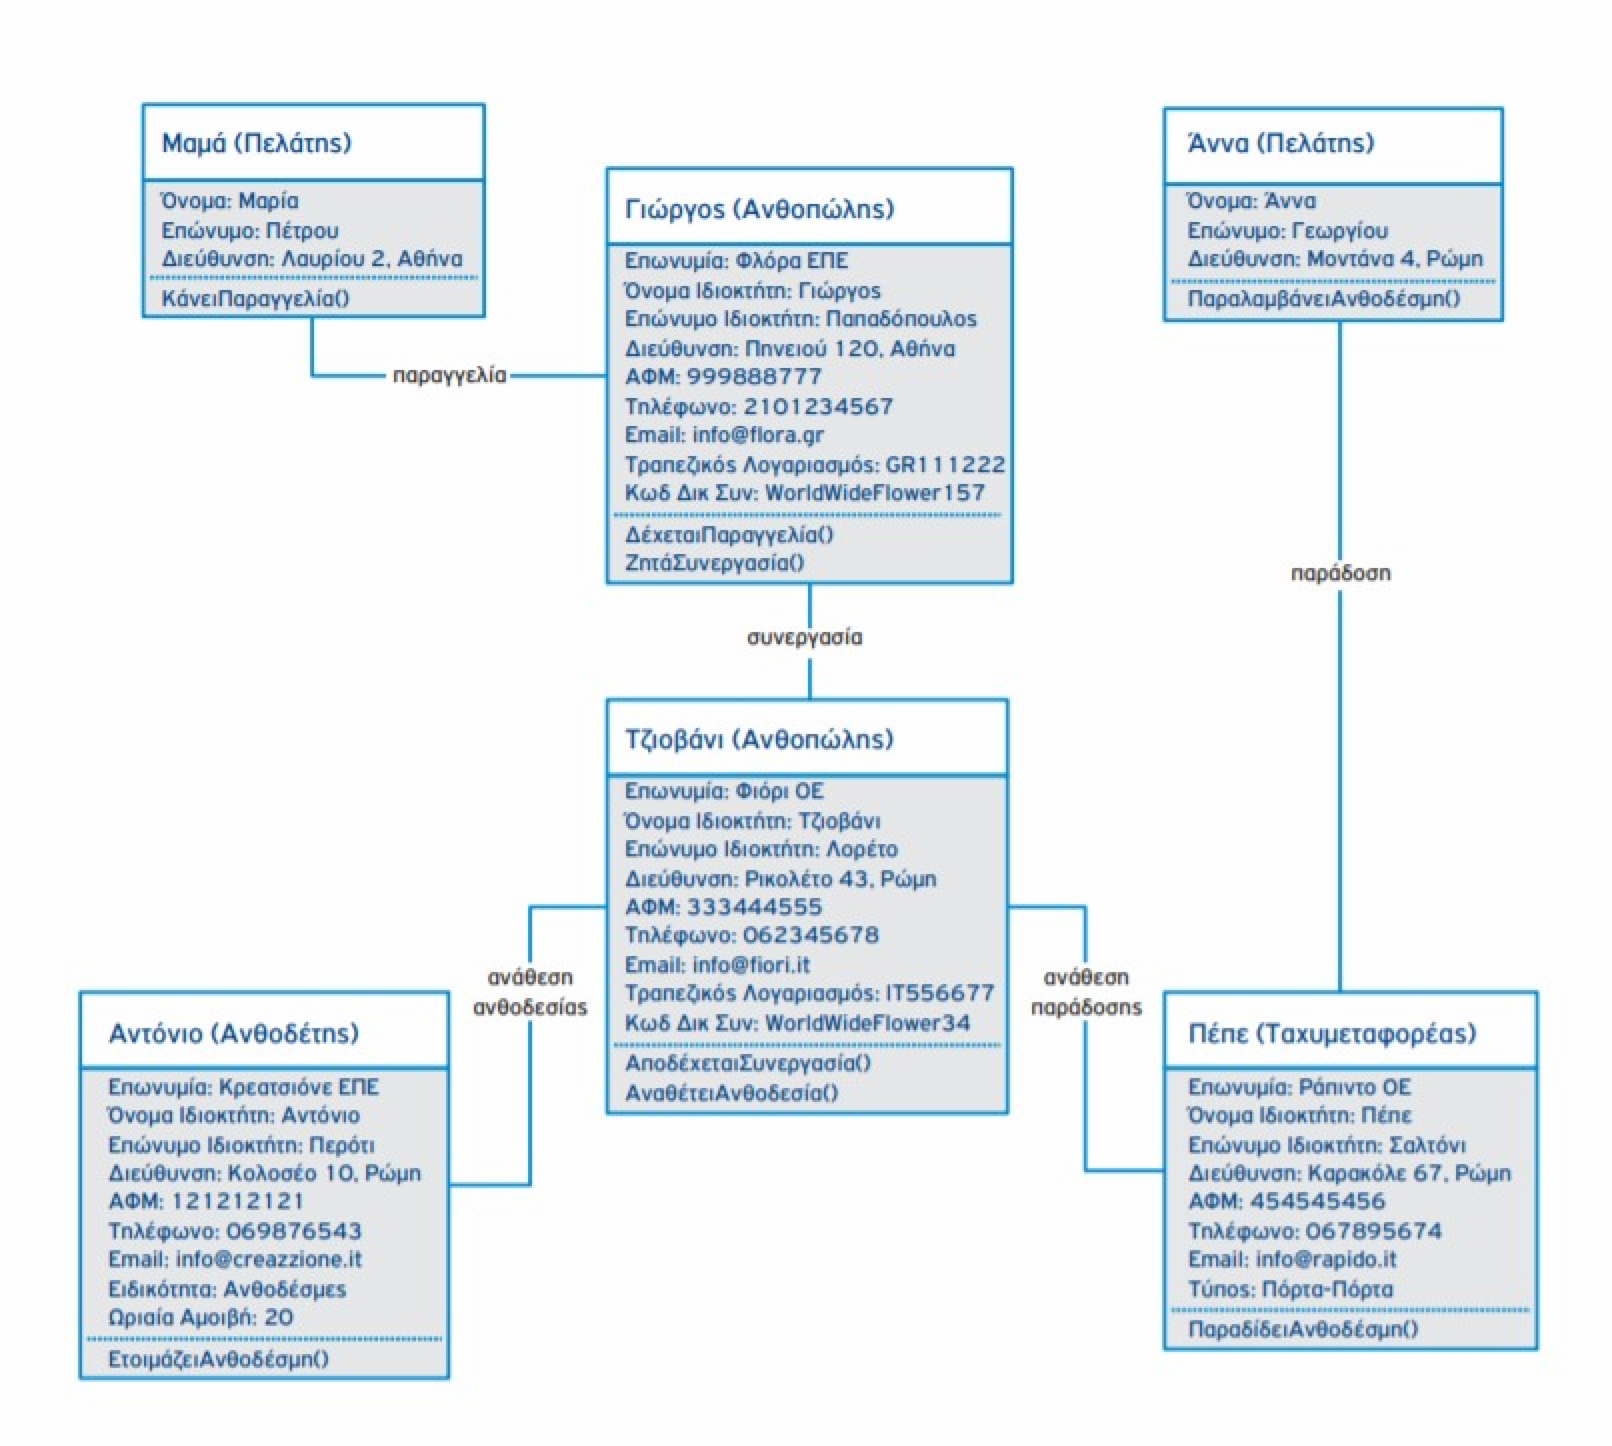 Μαμά (Πελάτης)
Όνομα: Μαρία
Επώνυμο: Πέτρου
Διεύθυνση: Λαυρίου 2, Αθήνα
ΚάνειΠαραγγελία()
παραγγελία
Γιώργος (Ανθοπώλης)
Επωνυμία: Φλόρα ΕΠΕ
Όνομα Ιδιοκτήτη: Γιώργος
Επώνυμο Ιδιοκτήτη: Παπαδόπουλος
Διεύθυνση: Πηνειού 120, Αθήνα
ΑΦΜ: 999888777
Τηλέφωνο: 2101234567
Email: info@flora.gr
Τραπεζικός Λογαριασμός: GR111222
Κωδ Δικ Συν: WorldWideFlower157
ΔέχεταιΠαραγγελία()
ΖητάΣυνεργασία()
Άννα (Πελάτης)
Όνομα: Άννα
Επώνυμο: Γεωργίου
Διεύθυνση: Μοντάνα 4, Ρώμη
ΠαραλαμβάνειΑνθοδέσμη()
παράδοση
συνεργασία
Τζιοβάνι (Ανθοπώλης)
Επωνυμία: Φιόρι ΟΕ
Όνομα Ιδιοκτήτη: Τζιοβάνι
Επώνυμο Ιδιοκτήτη: Λορέτο
Διεύθυνση: Ρικολέτο 43, Ρώμη
ΑΦΜ: 333444555
Τηλέφωνο: 062345678
Email: info@fiori.it
Τραπεζικός Λογαριασμός: IT556677
Κωδ Δικ Συν: WorldWideFlower34
ΑποδέχεταιΣυνεργασία()
ΑναθέτειΑνθοδεσία()
ανάθεση
ανθοδεσίας
ανάθεση
παράδοσης
Αντόνιο (Ανθοδέτης)
Επωνυμία: Κρεατσιόνε ΕΠΕ
Όνομα Ιδιοκτήτη: Αντόνιο
Επώνυμο Ιδιοκτήτη: Περότι
Διεύθυνση: Κολοσέο 10, Ρώμη
ΑΦΜ: 121212121
Τηλέφωνο: 069876543
Email: info@creazzione.it
Ειδικότητα: Ανθοδέσμες
Ωριαία Αμοιβή: 20
ΕτοιμάζειΑνθοδέσμη()
Πέπε (Ταχυμεταφορέας)
Επωνυμία: Ράπιντο ΟΕ
Όνομα Ιδιοκτήτη: Πέπε
Επώνυμο Ιδιοκτήτη: Σαλτόνι
Διεύθυνση: Καρακόλε 67, Ρώμη
ΑΦΜ: 454545456
Τηλέφωνο: 067895674
Email: info@rapido.it
Τύπος: Πόρτα-Πόρτα
ΠαραδίδειΑνθοδέσμη()